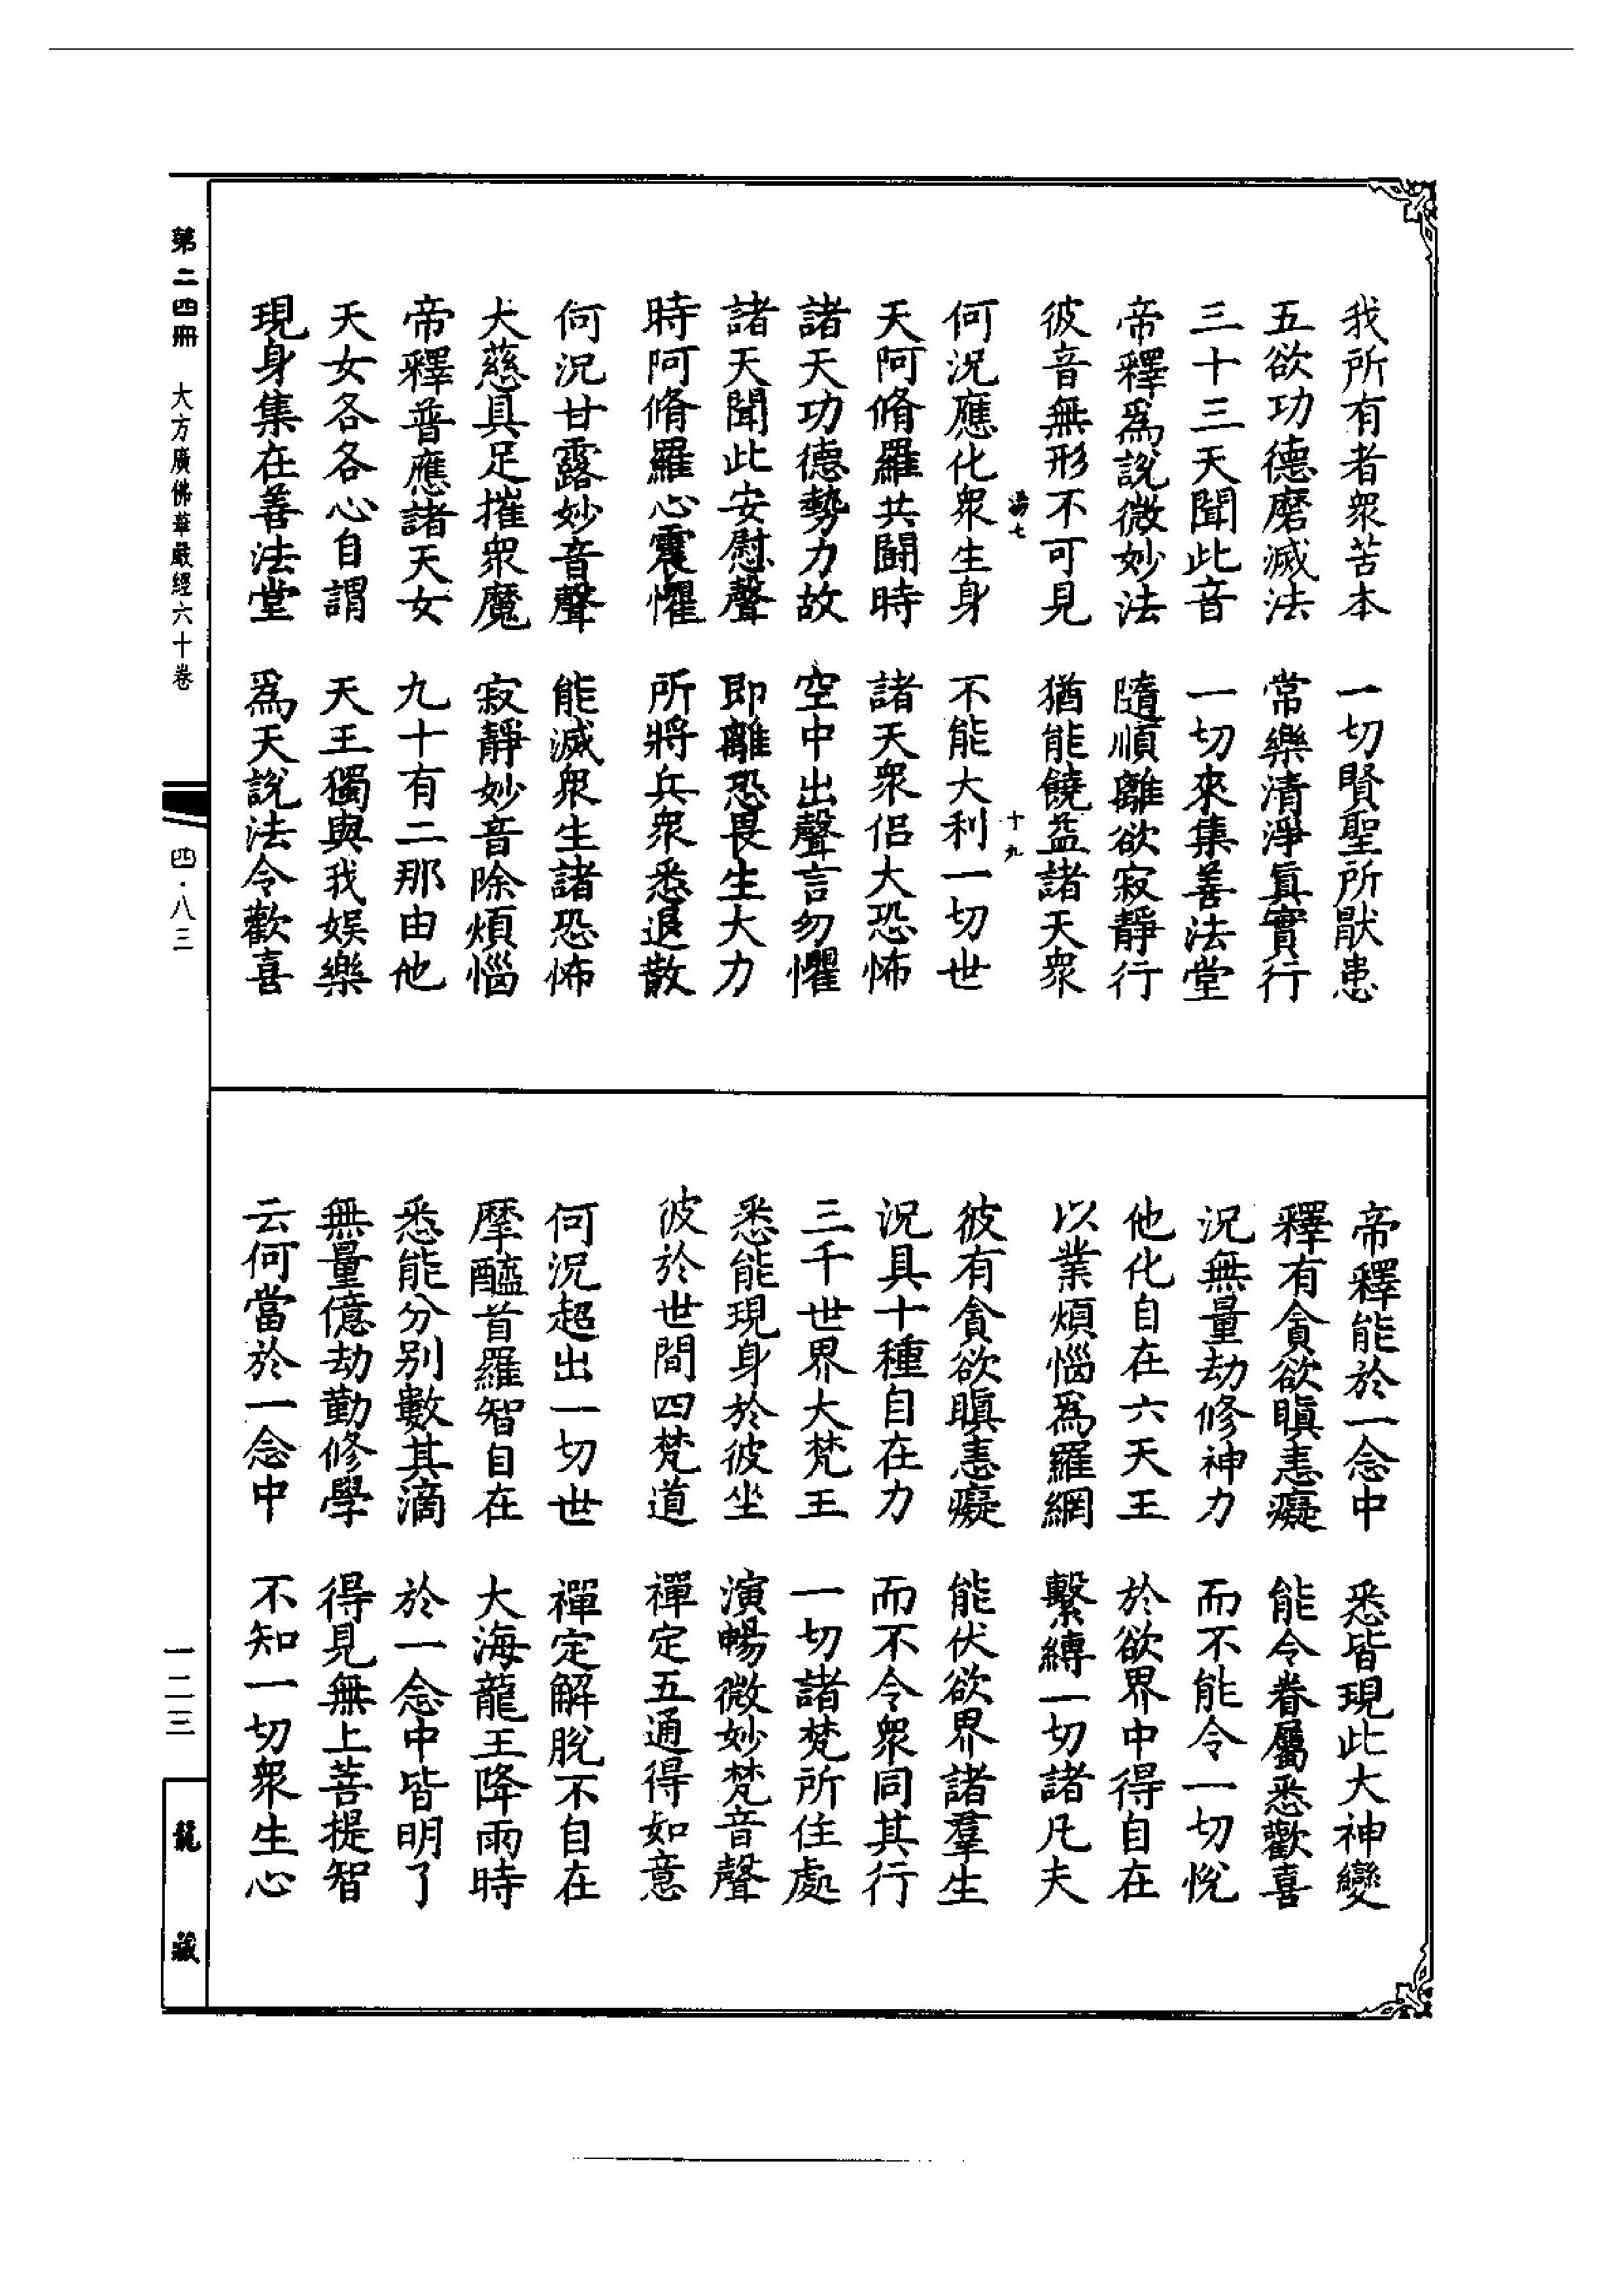 我所有者衆苦本　一切賢聖所猒患
五欲功德磨滅法　常樂清淨真實行
三十三天聞此音　一切來集善法堂
帝釋爲說微妙法　隨順離欲寂靜行
彼音無形不可見　猶能饒益諸天衆
七　十九
何況應化衆生身　不能大利一切世
天阿脩羅共鬪時　諸天衆侶大恐怖
諸天功德勢力故　空中出聲言勿懼
諸天聞此安慰聲　即離恐畏生大力
時阿脩羅心震懼　所將兵衆悉退散
何況甘露妙音聲　能滅衆生諸恐怖
大慈具足摧衆魔　寂靜妙音除煩惱
帝釋普應諸天女　九十有二那由他
天女各各心自謂　天王獨與我娛樂
現身集在善法堂　爲天說法令歡喜
帝釋能於一念中　悉皆現此大神變
釋有貪欲瞋恚癡　能令眷屬悉歡喜
況無量劫修神力　而不能令一切悅
他化自在六天王　於欲界中得自在
以業煩惱爲羅網　繫縛一切諸凡夫
彼有貪欲瞋恚癡　能伏欲界諸羣生
況具十種自在力　而不令衆同其行
三千世界大梵王　一切諸梵所住處
悉能現身於彼坐　演暢微妙梵音聲
彼於世間四梵道　禪定五通得如意
何況超出一切世　禪定解脫不自在
摩醯首羅智自在　大海龍王降雨時
悉能分別數其滴　於一念中皆明了
無量億劫勤修學　得見無上菩提智
云何當於一念中　不知一切衆生心
第二四冊　大方廣佛華嚴經六十卷　四·八三　一二三　龍藏